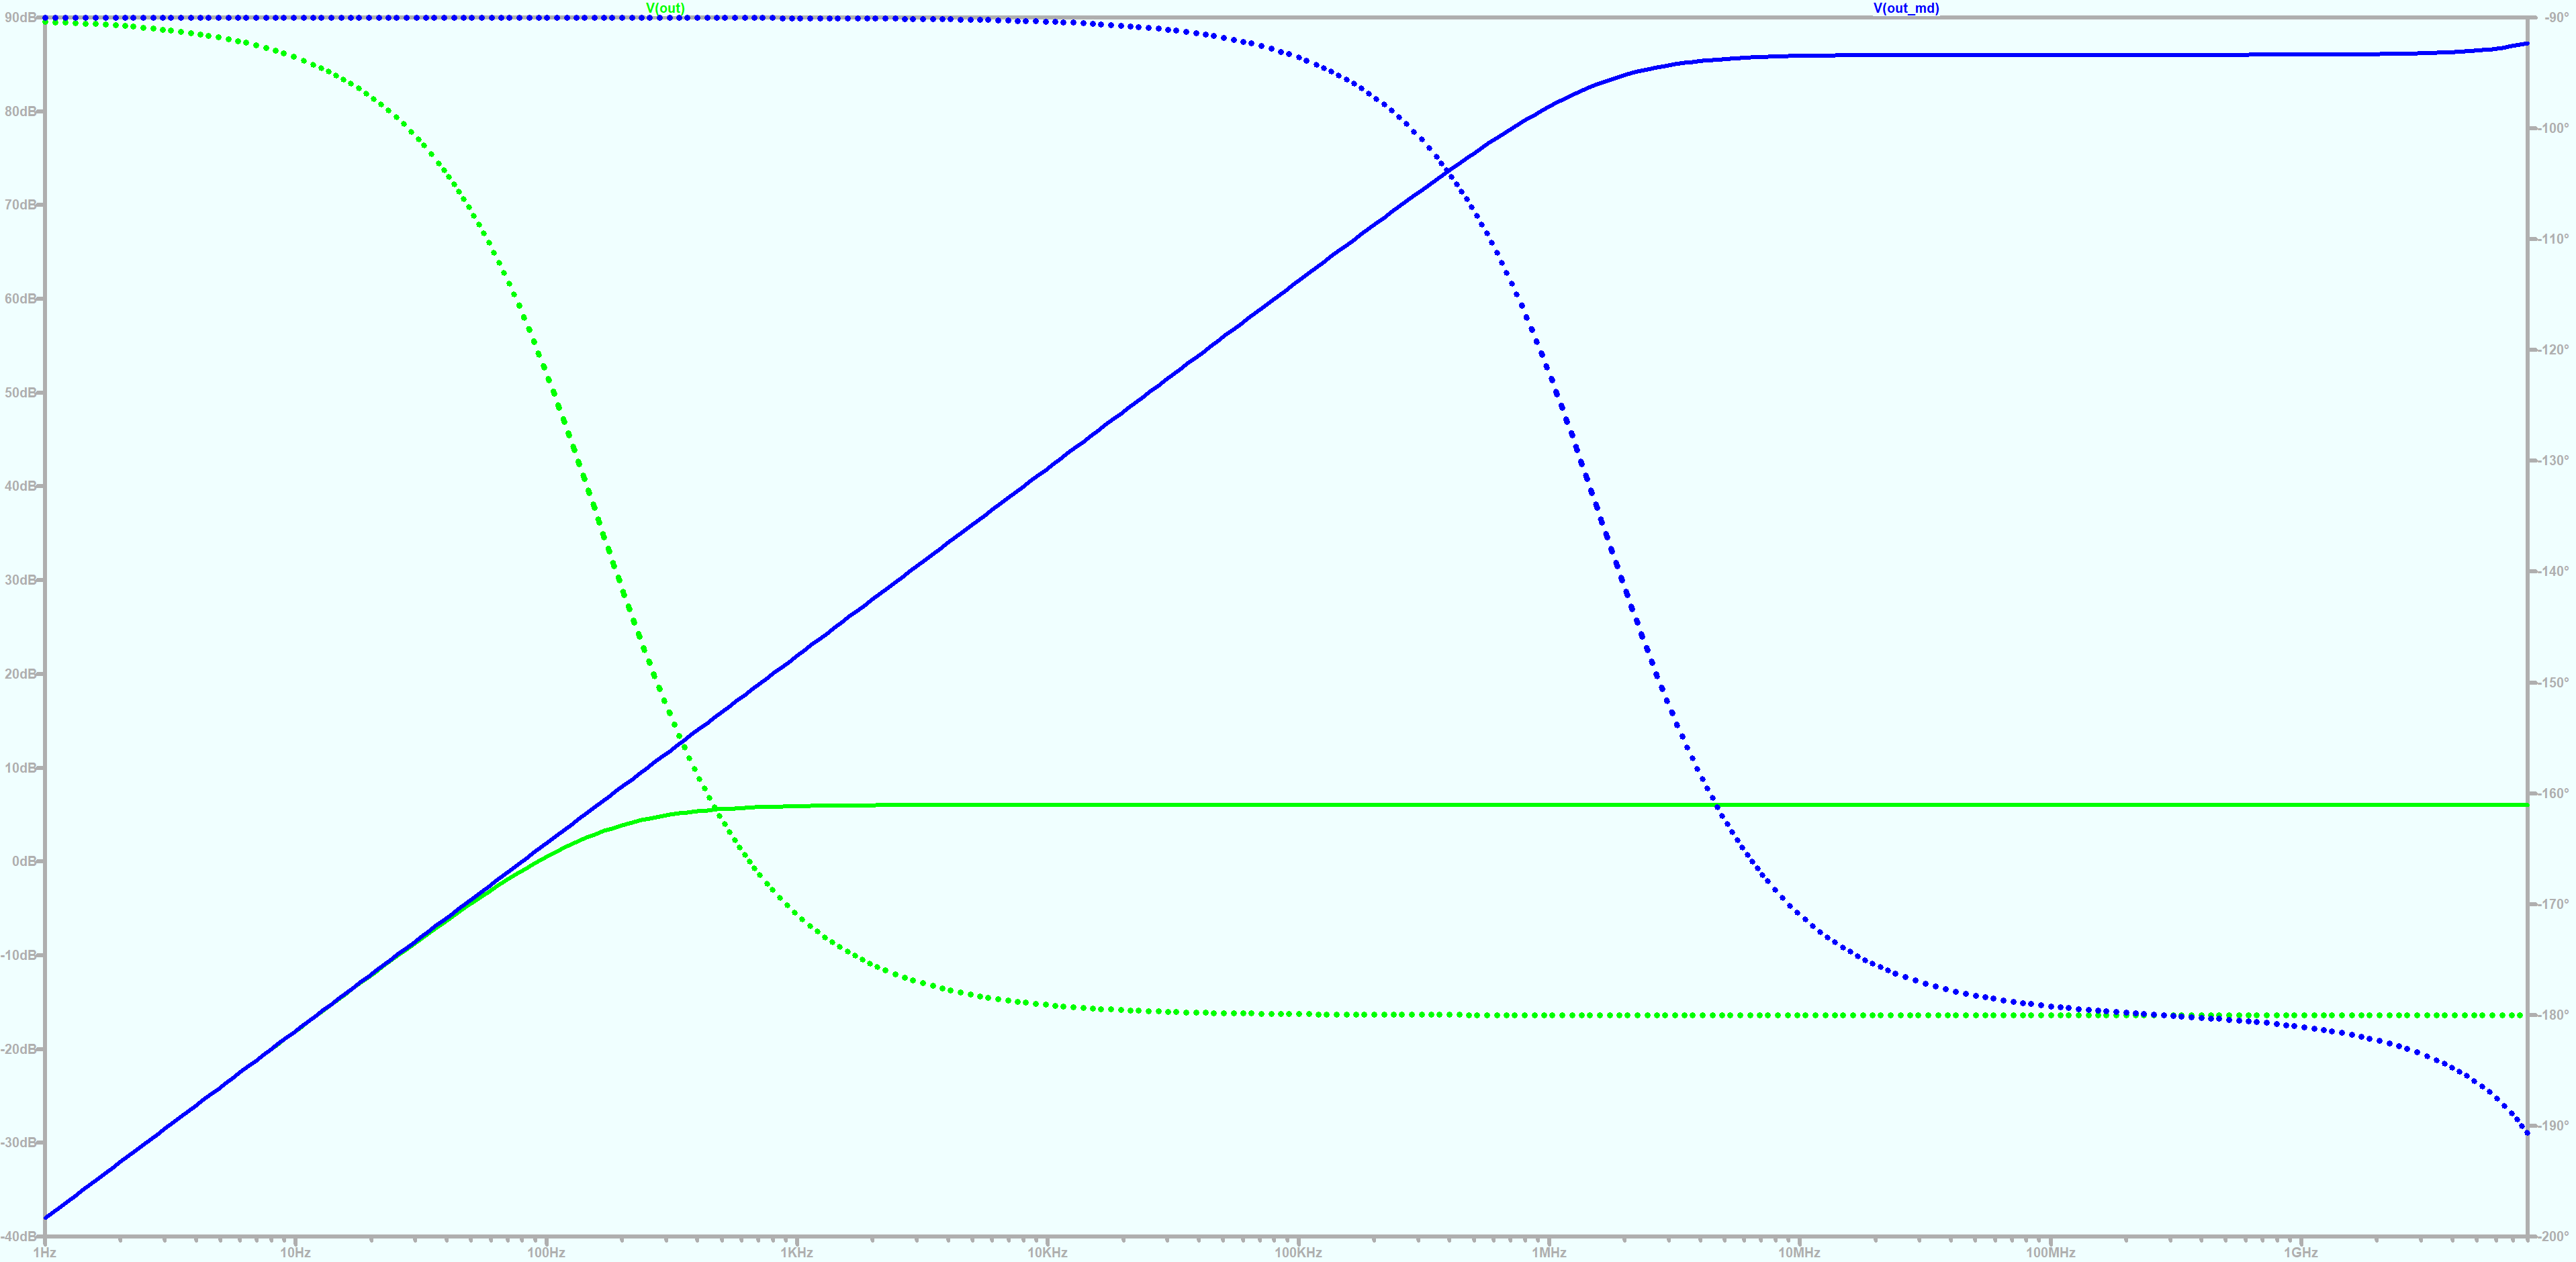 V(out) V(out_md)
90dB -90°
80dB
-100°
70dB
-110°
60dB
-120°
50dB
-130°
40dB
-140°
30dB
20dB
-150°
10dB
-160°
0dB
-170°
-10dB
-180°
-20dB
-190°
-30dB
-40dB -200°
1Hz 10Hz 100Hz 1KHz 10KHz 100KHz 1MHz 10MHz 100MHz 1GHz